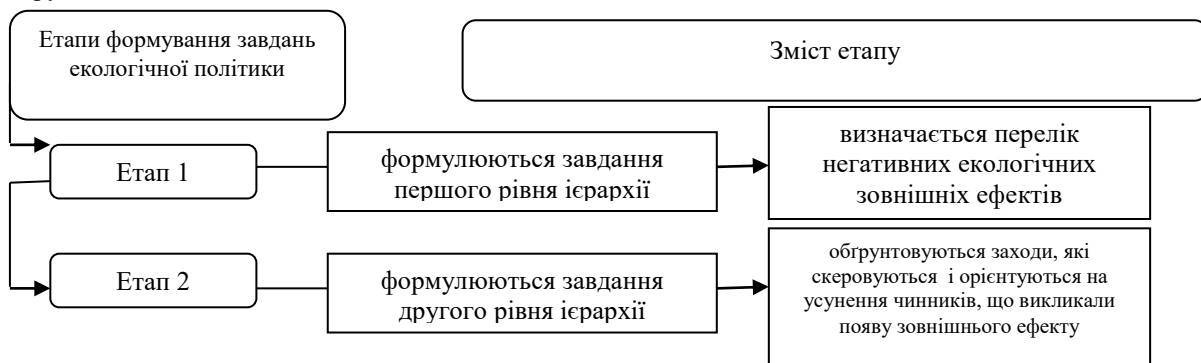 Етапи формування завдань
екологічної політики
Зміст етапу
Етап 1
формулюються завдання
першого рівня ієрархії
визначається перелік
негативних екологічних
зовнішніх ефектів
Етап 2
формулюються завдання
другого рівня ієрархії
обґрунтовуються заходи, які
скеровуються і орієнтуються на
усунення чинників, що викликали
появу зовнішнього ефекту